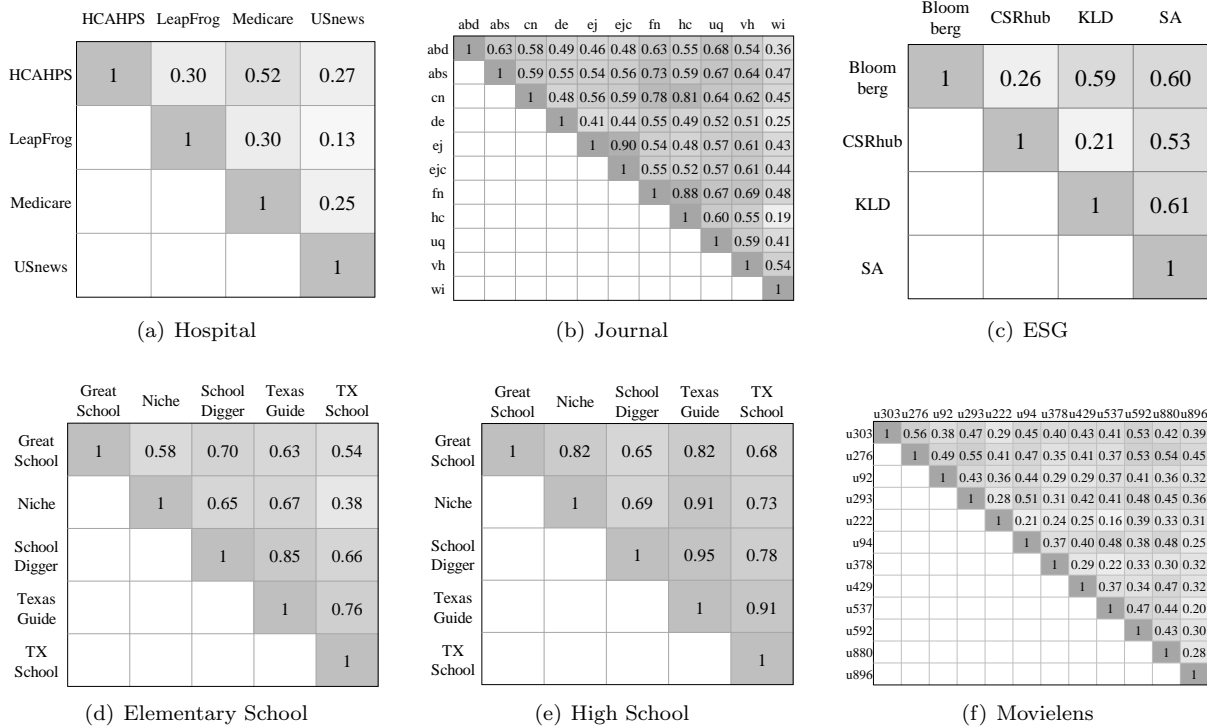 HCAHPS LeapFrog Medicare USnews
HCAHPS 1 0.30 0.52 0.27
LeapFrog 1 0.30 0.13
Medicare 1 0.25
USnews 1
(a) Hospital
abd abs cn de ej ejc fn hc uq vh wi
abd 1 0.63 0.58 0.49 0.46 0.48 0.63 0.55 0.68 0.54 0.36
abs 1 0.59 0.55 0.54 0.56 0.73 0.59 0.67 0.64 0.47
cn 1 0.48 0.56 0.59 0.78 0.81 0.64 0.62 0.45
de 1 0.41 0.44 0.55 0.49 0.52 0.51 0.25
ej 1 0.90 0.54 0.48 0.57 0.61 0.43
ejc 1 0.55 0.52 0.57 0.61 0.44
fn 1 0.88 0.67 0.69 0.48
hc 1 0.60 0.55 0.19
uq 1 0.59 0.41
vh 1 0.54
wi 1
(b) Journal
Bloom
berg CSRhub KLD SA
Bloom
berg 1 0.26 0.59 0.60
CSRhub 1 0.21 0.53
KLD 1 0.61
SA 1
(c) ESG
Great School Texas TX
School Niche Digger Guide School
Great
School 1 0.58 0.70 0.63 0.54
Niche 1 0.65 0.67 0.38
School
Digger 1 0.85 0.66
Texas
Guide 1 0.76
TX
School 1
(d) Elementary School
Great School Texas TX
School Niche Digger Guide School
Great
School 1 0.82 0.65 0.82 0.68
Niche 1 0.69 0.91 0.73
School
Digger 1 0.95 0.78
Texas
Guide 1 0.91
TX
School 1
(e) High School
u303 u276 u92 u293 u222 u94 u378 u429 u537 u592 u880 u896
u303 1 0.56 0.38 0.47 0.29 0.45 0.40 0.43 0.41 0.53 0.42 0.39
u276 1 0.49 0.55 0.41 0.47 0.35 0.41 0.37 0.53 0.54 0.45
u92 1 0.43 0.36 0.44 0.29 0.29 0.37 0.41 0.36 0.32
u293 1 0.28 0.51 0.31 0.42 0.41 0.48 0.45 0.36
u222 1 0.21 0.24 0.25 0.16 0.39 0.33 0.31
u94 1 0.37 0.40 0.48 0.38 0.48 0.25
u378 1 0.29 0.22 0.33 0.30 0.32
u429 1 0.37 0.34 0.47 0.32
u537 1 0.47 0.44 0.20
u592 1 0.43 0.30
u880 1 0.28
u896 1
(f) Movielens